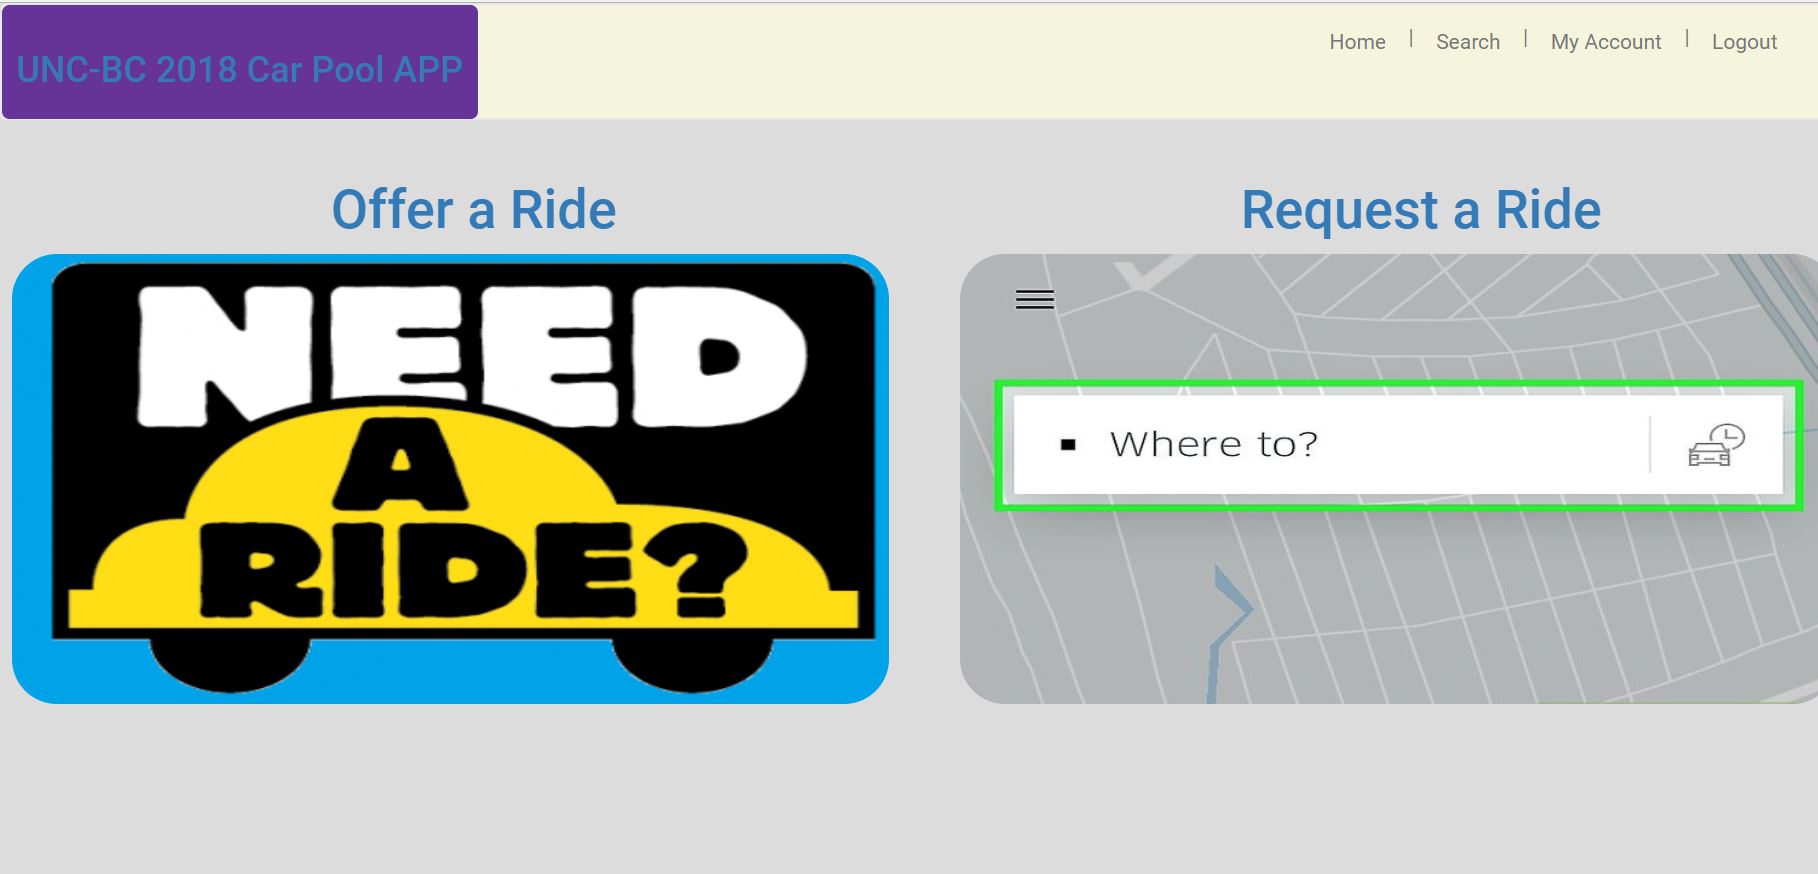 UNC-BC 2018 Car Pool APP
Home | Search | My Account | Logout
Offer a Ride
NEED
A
RIDE?
Request a Ride
Where to?